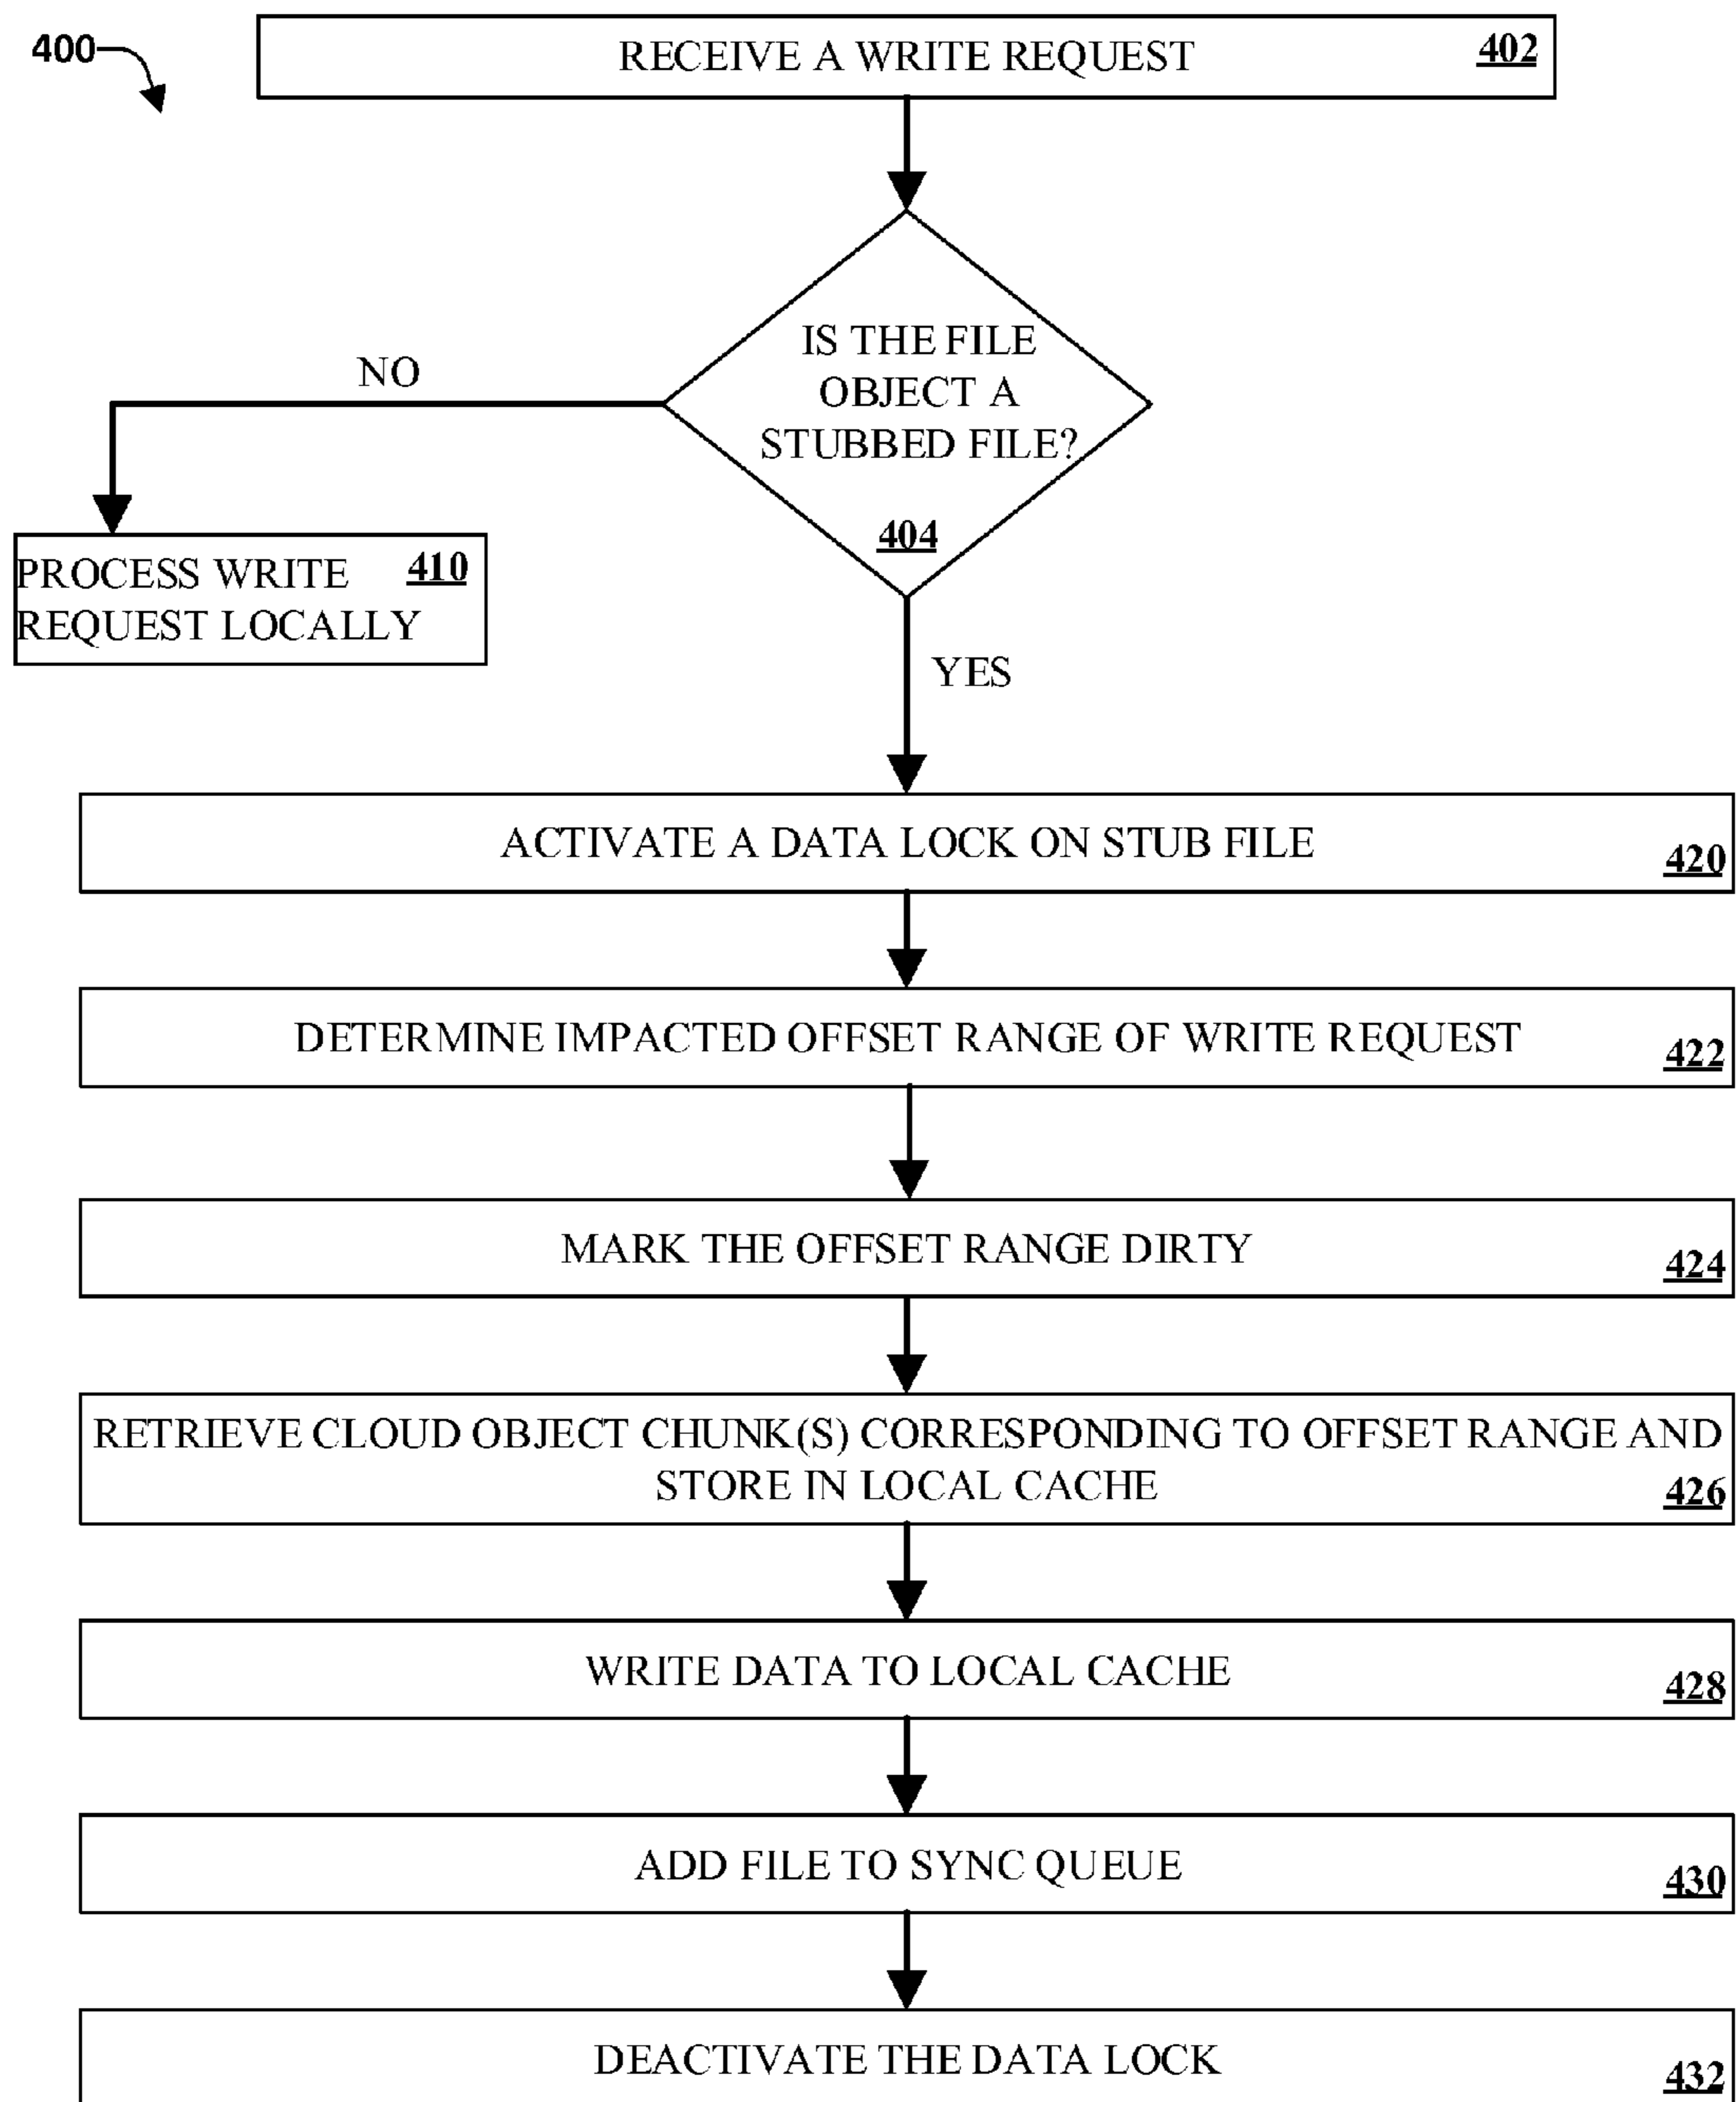 400
RECEIVE A WRITE REQUEST 402
IS THE FILE
OBJECT A
STUBBED FILE?
404
NO
PROCESS WRITE 410
REQUEST LOCALLY
YES
ACTIVATE A DATA LOCK ON STUB FILE 420
DETERMINE IMPACTED OFFSET RANGE OF WRITE REQUEST 422
MARK THE OFFSET RANGE DIRTY 424
RETRIEVE CLOUD OBJECT CHUNK(S) CORRESPONDING TO OFFSET RANGE AND
STORE IN LOCAL CACHE 426
WRITE DATA TO LOCAL CACHE 428
ADD FILE TO SYNC QUEUE 430
DEACTIVATE THE DATA LOCK 432